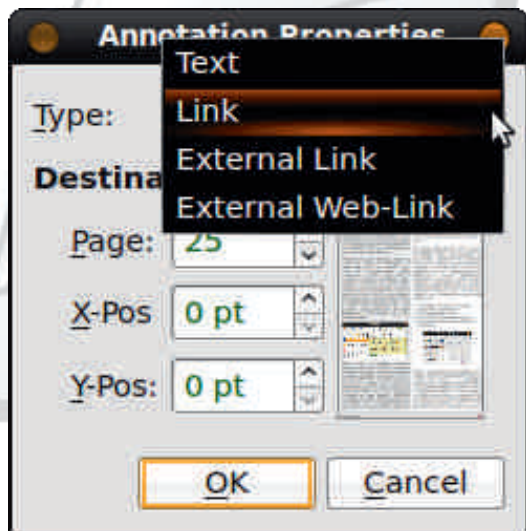 Annotation Properties
Text
Type:
Link
External Link
Destina
External Web-Link
Page: 25
X-Pos 0 pt
Y-Pos: 0 pt
OK Cancel